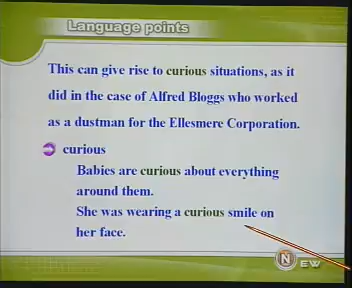 Language points
This can give rise to curious situations, as it
did in the case of Alfred Bloggs who worked
as a dustman for the Ellesmere Corporation.
curious
Babies are curious about everything
around them.
She was wearing a curious smile on
her face.
NEW